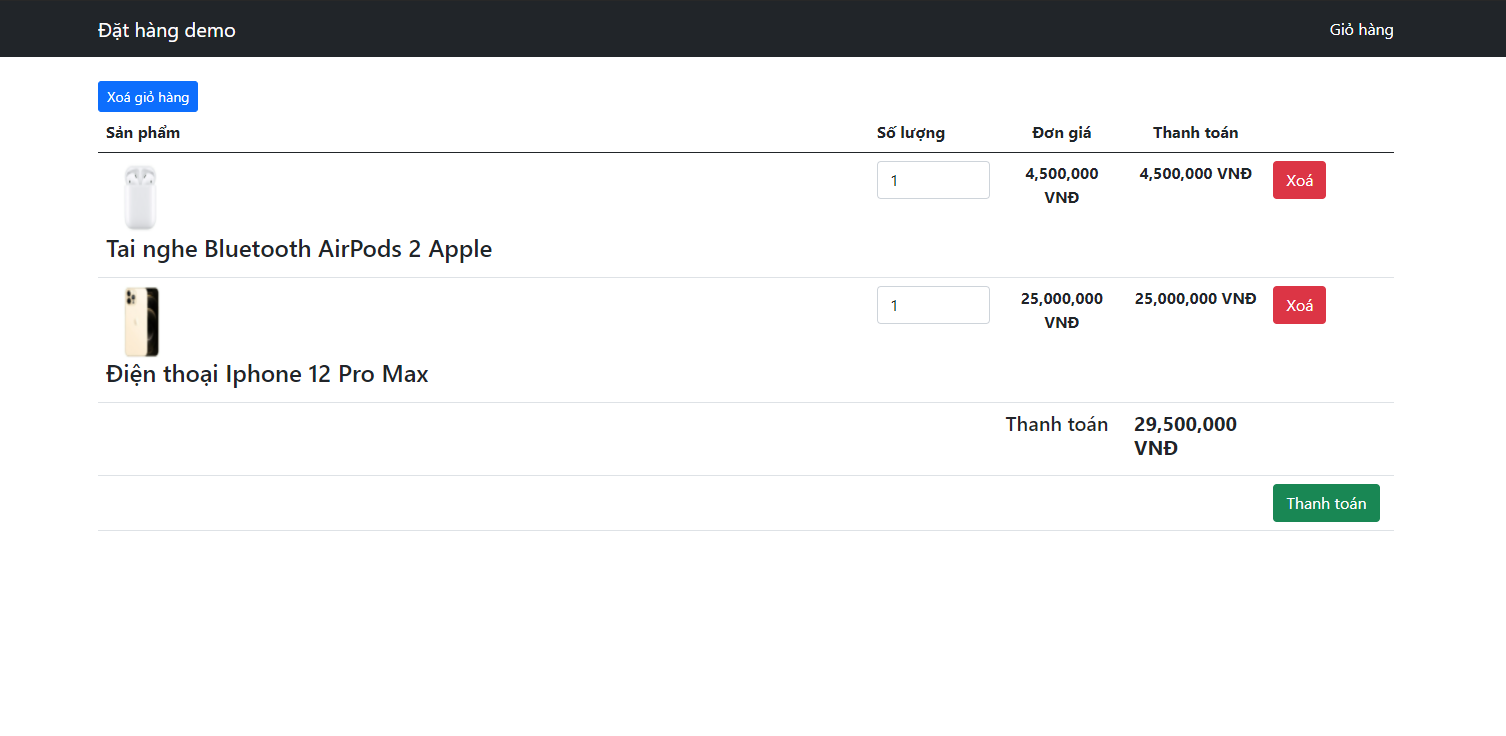 Đặt hàng demo
Giỏ hàng
Xoá giỏ hàng
Sản phẩm Số lượng Đơn giá Thanh toán
1 4,500,000 VNĐ 4,500,000 VNĐ Xoá
Tai nghe Bluetooth AirPods 2 Apple
1 25,000,000 VNĐ 25,000,000 VNĐ Xoá
Điện thoại Iphone 12 Pro Max
Thanh toán 29,500,000 VNĐ
Thanh toán